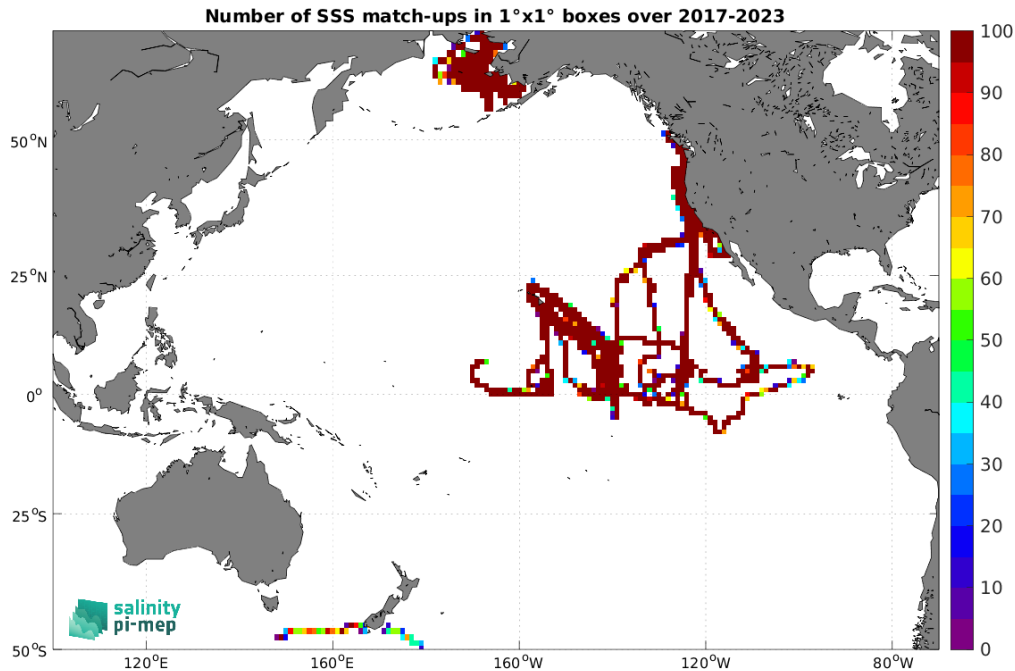 Number of SSS match-ups in 1°x1° boxes over 2017-2023
100
90
80
70
60
50
40
30
20
10
0
50°N
25°N
0°
25°S
50°S
120°E
160°E
160°W
120°W
80°W
salinity
pi-mep